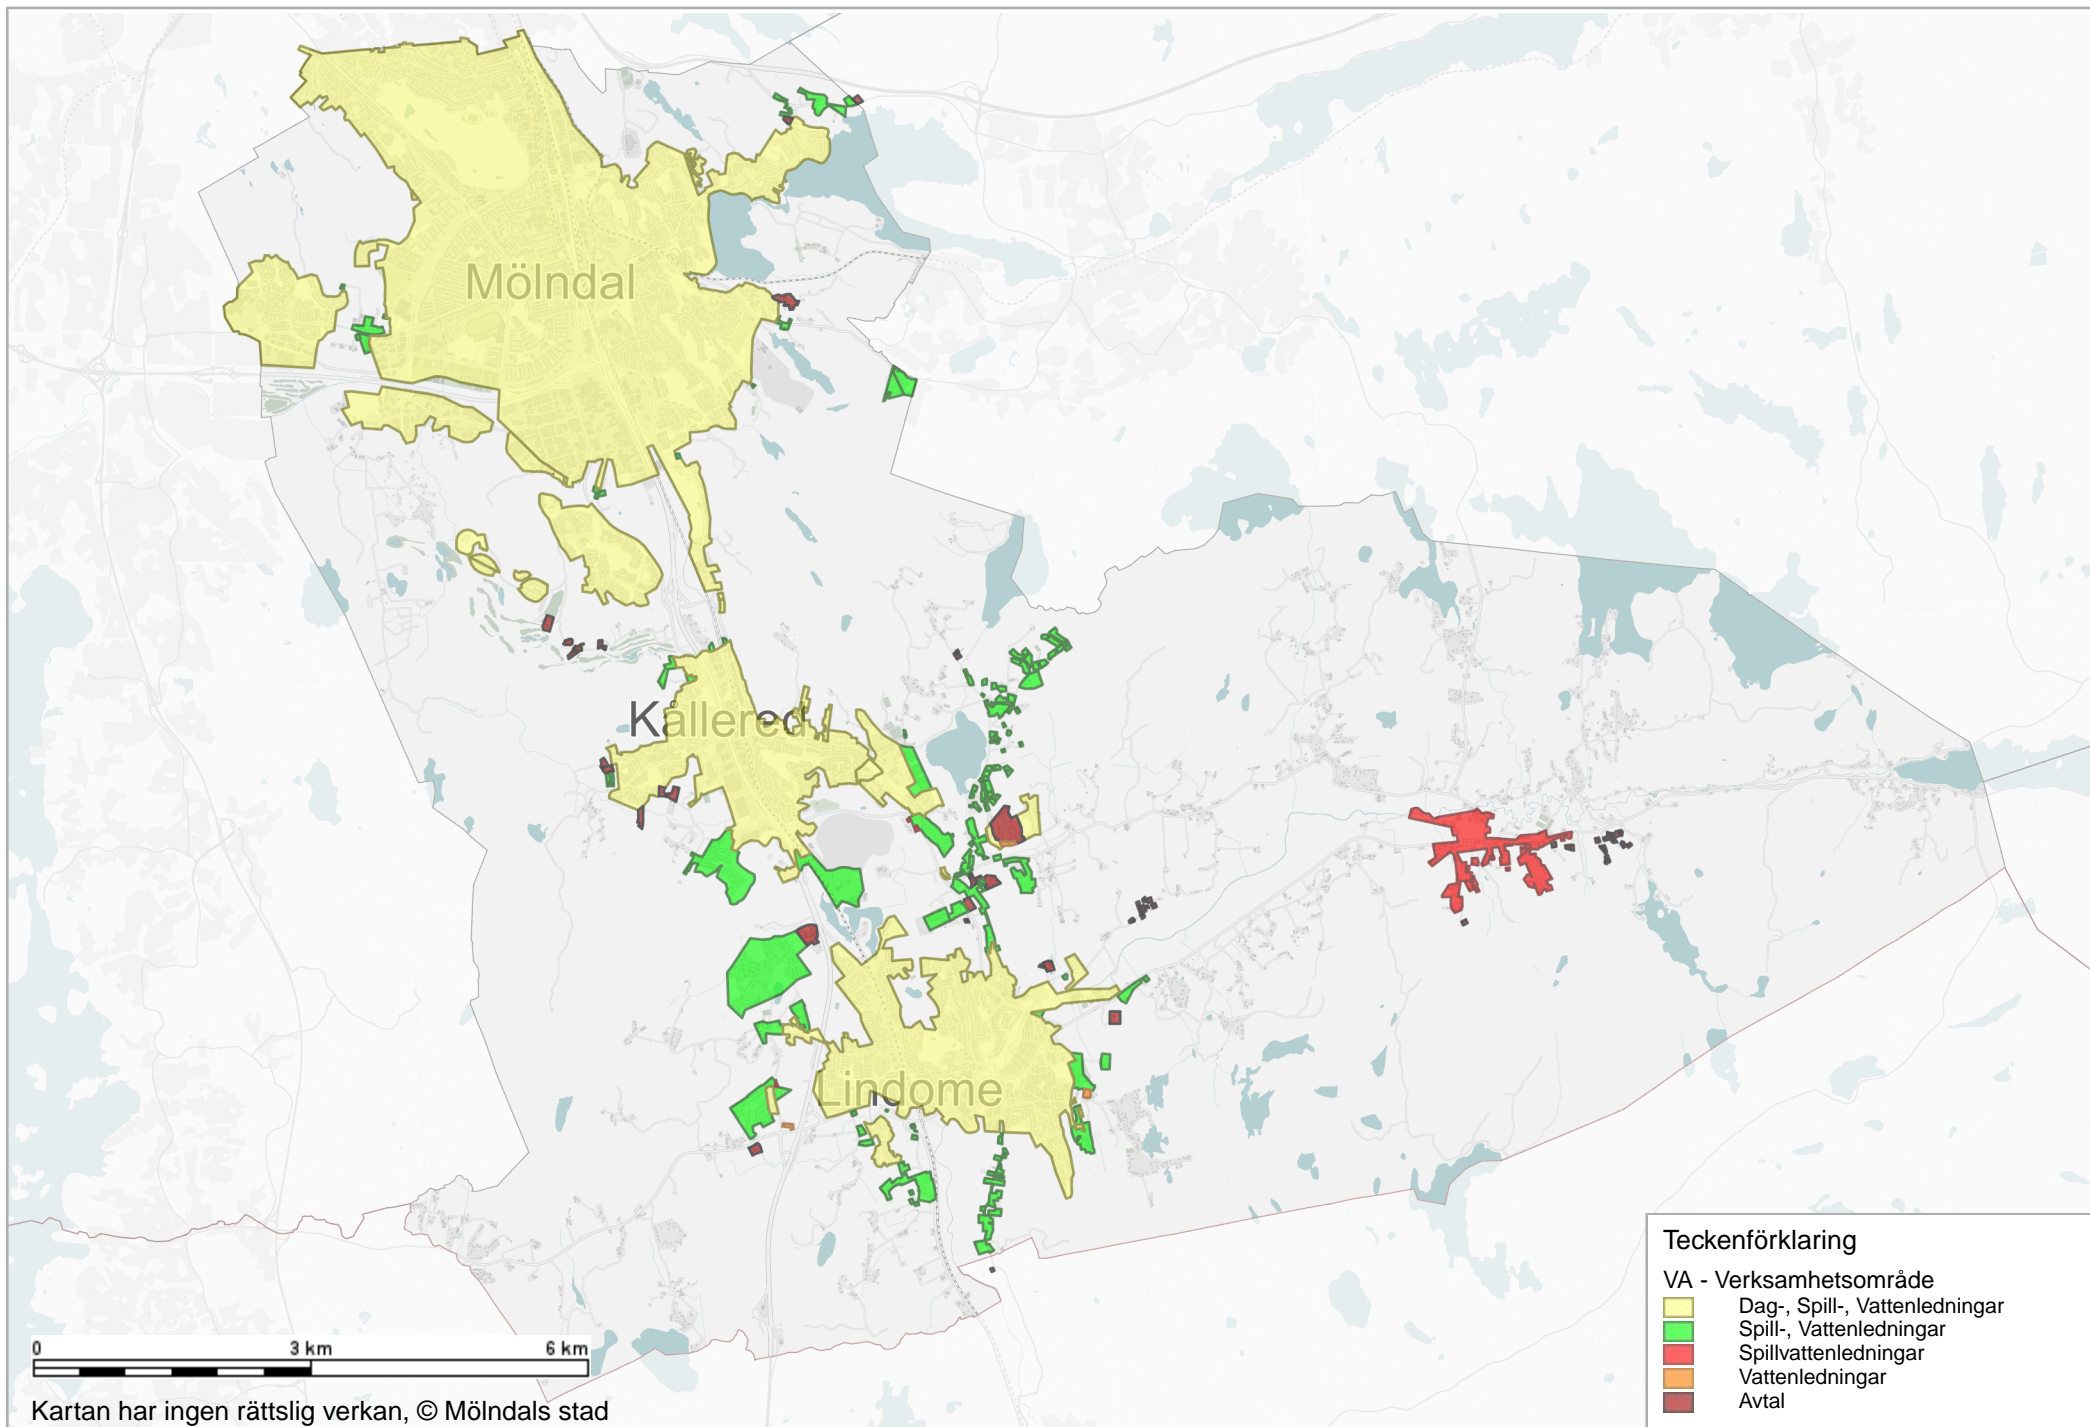 Mölndal
Kållered
Lindome
Teckenförklaring
VA - Verksamhetsområde
Dag-, Spill-, Vattenledningar
Spill-, Vattenledningar
Spillvattenledningar
Vattenledningar
Avtal
0 3 km 6 km
Kartan har ingen rättslig verkan, © Mölndals stad